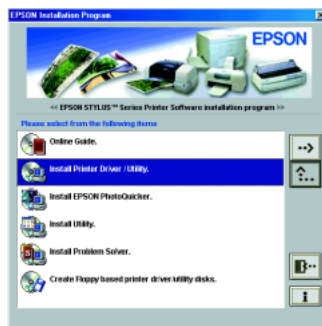 EPSON Installation Program
EPSON
<< EPSON STYLUS™ Series Printer Software installation program >>
Please select from the following items
Online Guide.
Install Printer Driver / Utility.
Install EPSON PhotoQuicker.
Install Utility.
Install Problem Solver.
Create Floppy based printer driver/utility disks.